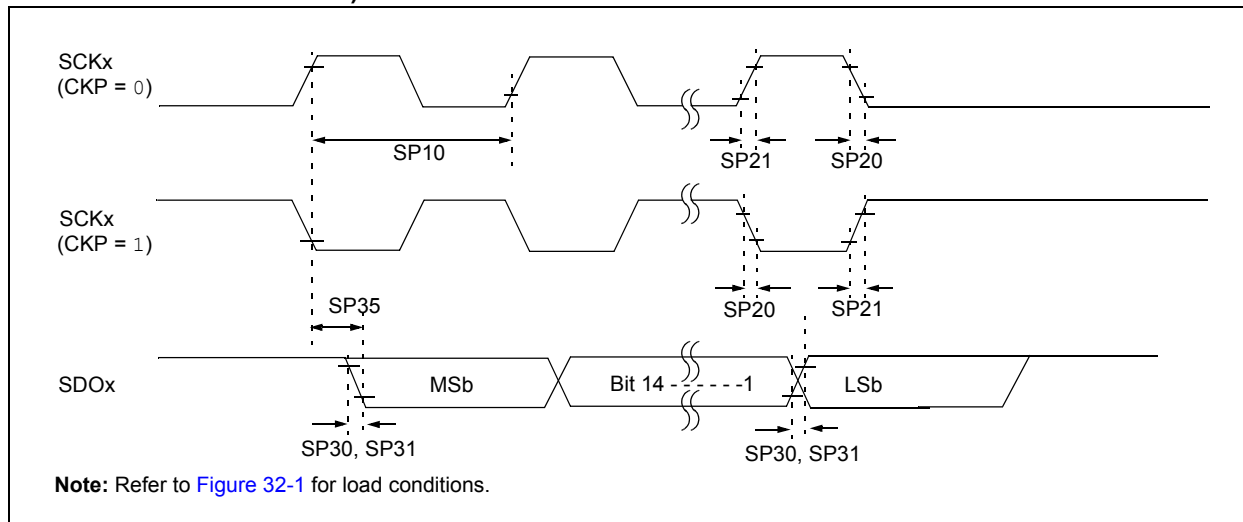 SCKx
(CKP = 0)
SP10
SP21
SP20
SCKx
(CKP = 1)
SP35
SP20
SP21
SDOx
MSb
Bit 14 - - - - - -1
LSb
SP30, SP31
SP30, SP31
Note: Refer to Figure 32-1 for load conditions.